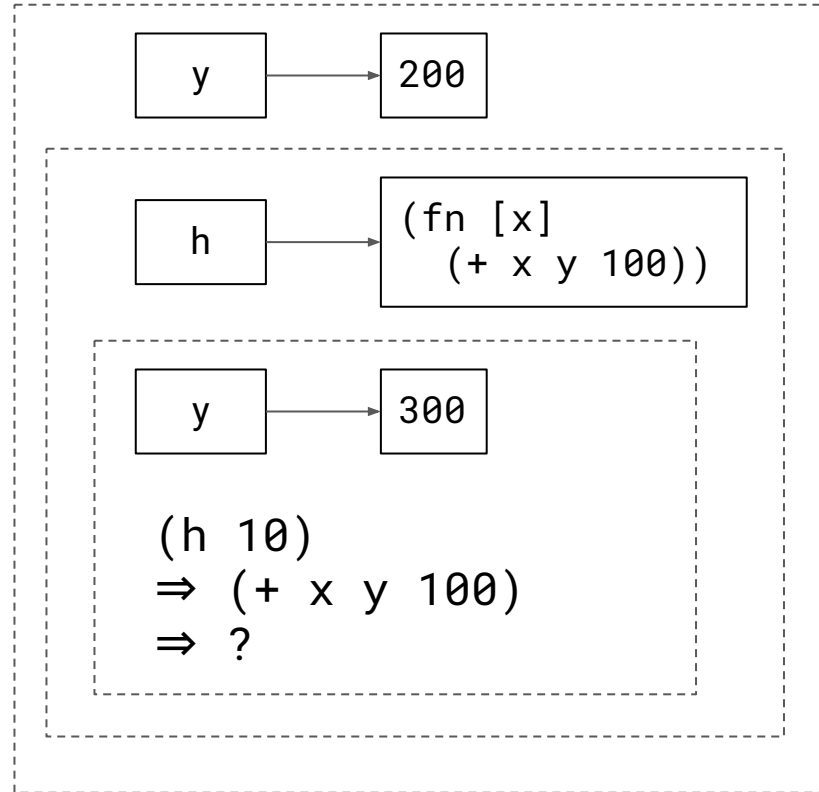 y 200
h
(fn [x]
(+ x y 100))
y 300
(h 10)
⇒ (+ x y 100)
⇒ ?